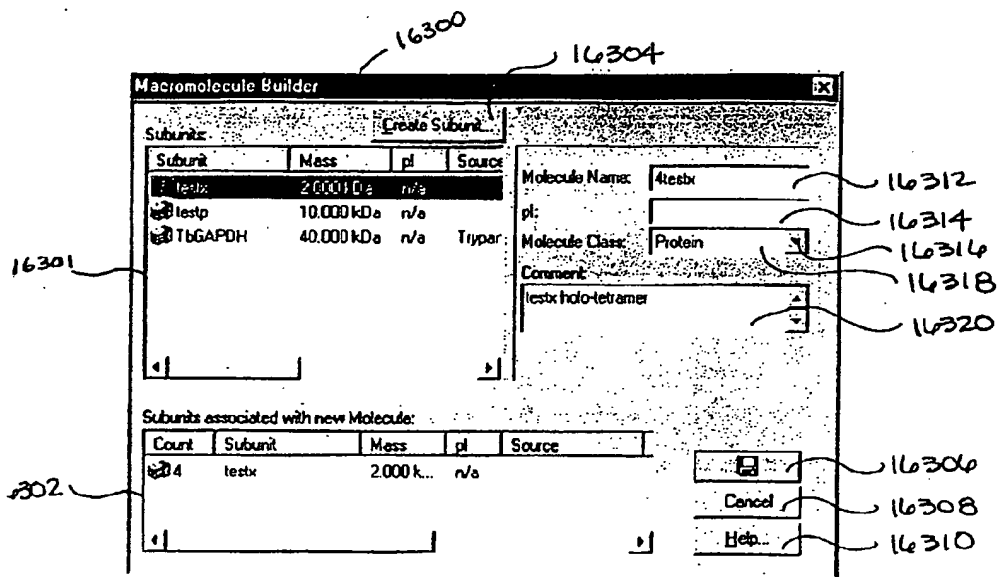 16300
16304
Macromolecule Builder
Create Subunit...
Subunits:
Subunit Mass pI Source
testx 2.000 kDa n/a
testp 10.000 kDa n/a
TbGAPDH 40.000 kDa n/a Trypar
16301
Molecule Name: 4testx
16312
pI:
16314
Molecule Class: Protein
16316
16318
Comment:
testx holo-tetramer
16320
Subunits associated with new Molecule:
Count Subunit Mass pI Source
4 testx 2.000 k... n/a
6302
16306
Cancel
16308
Help...
16310